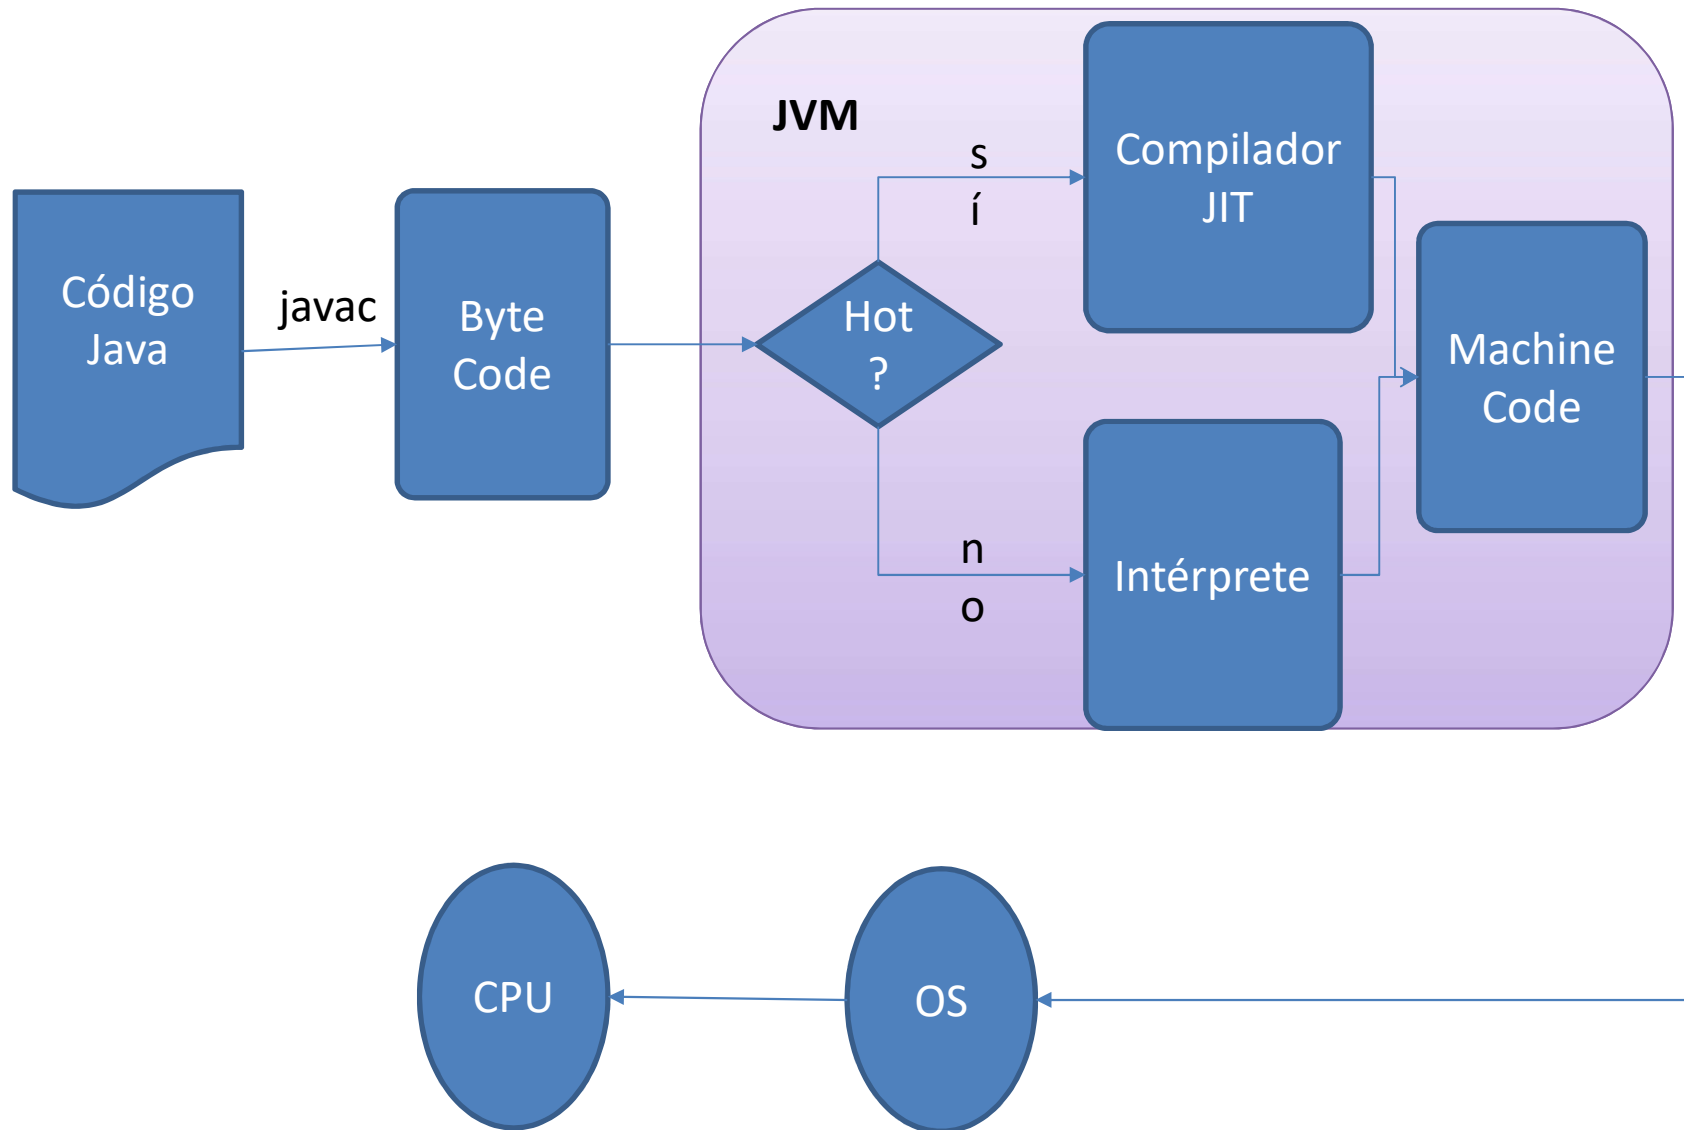 Código
Java
javac
Byte
Code
JVM
Hot
?
s
í
n
o
Compilador
JIT
Intérprete
Machine
Code
CPU
OS